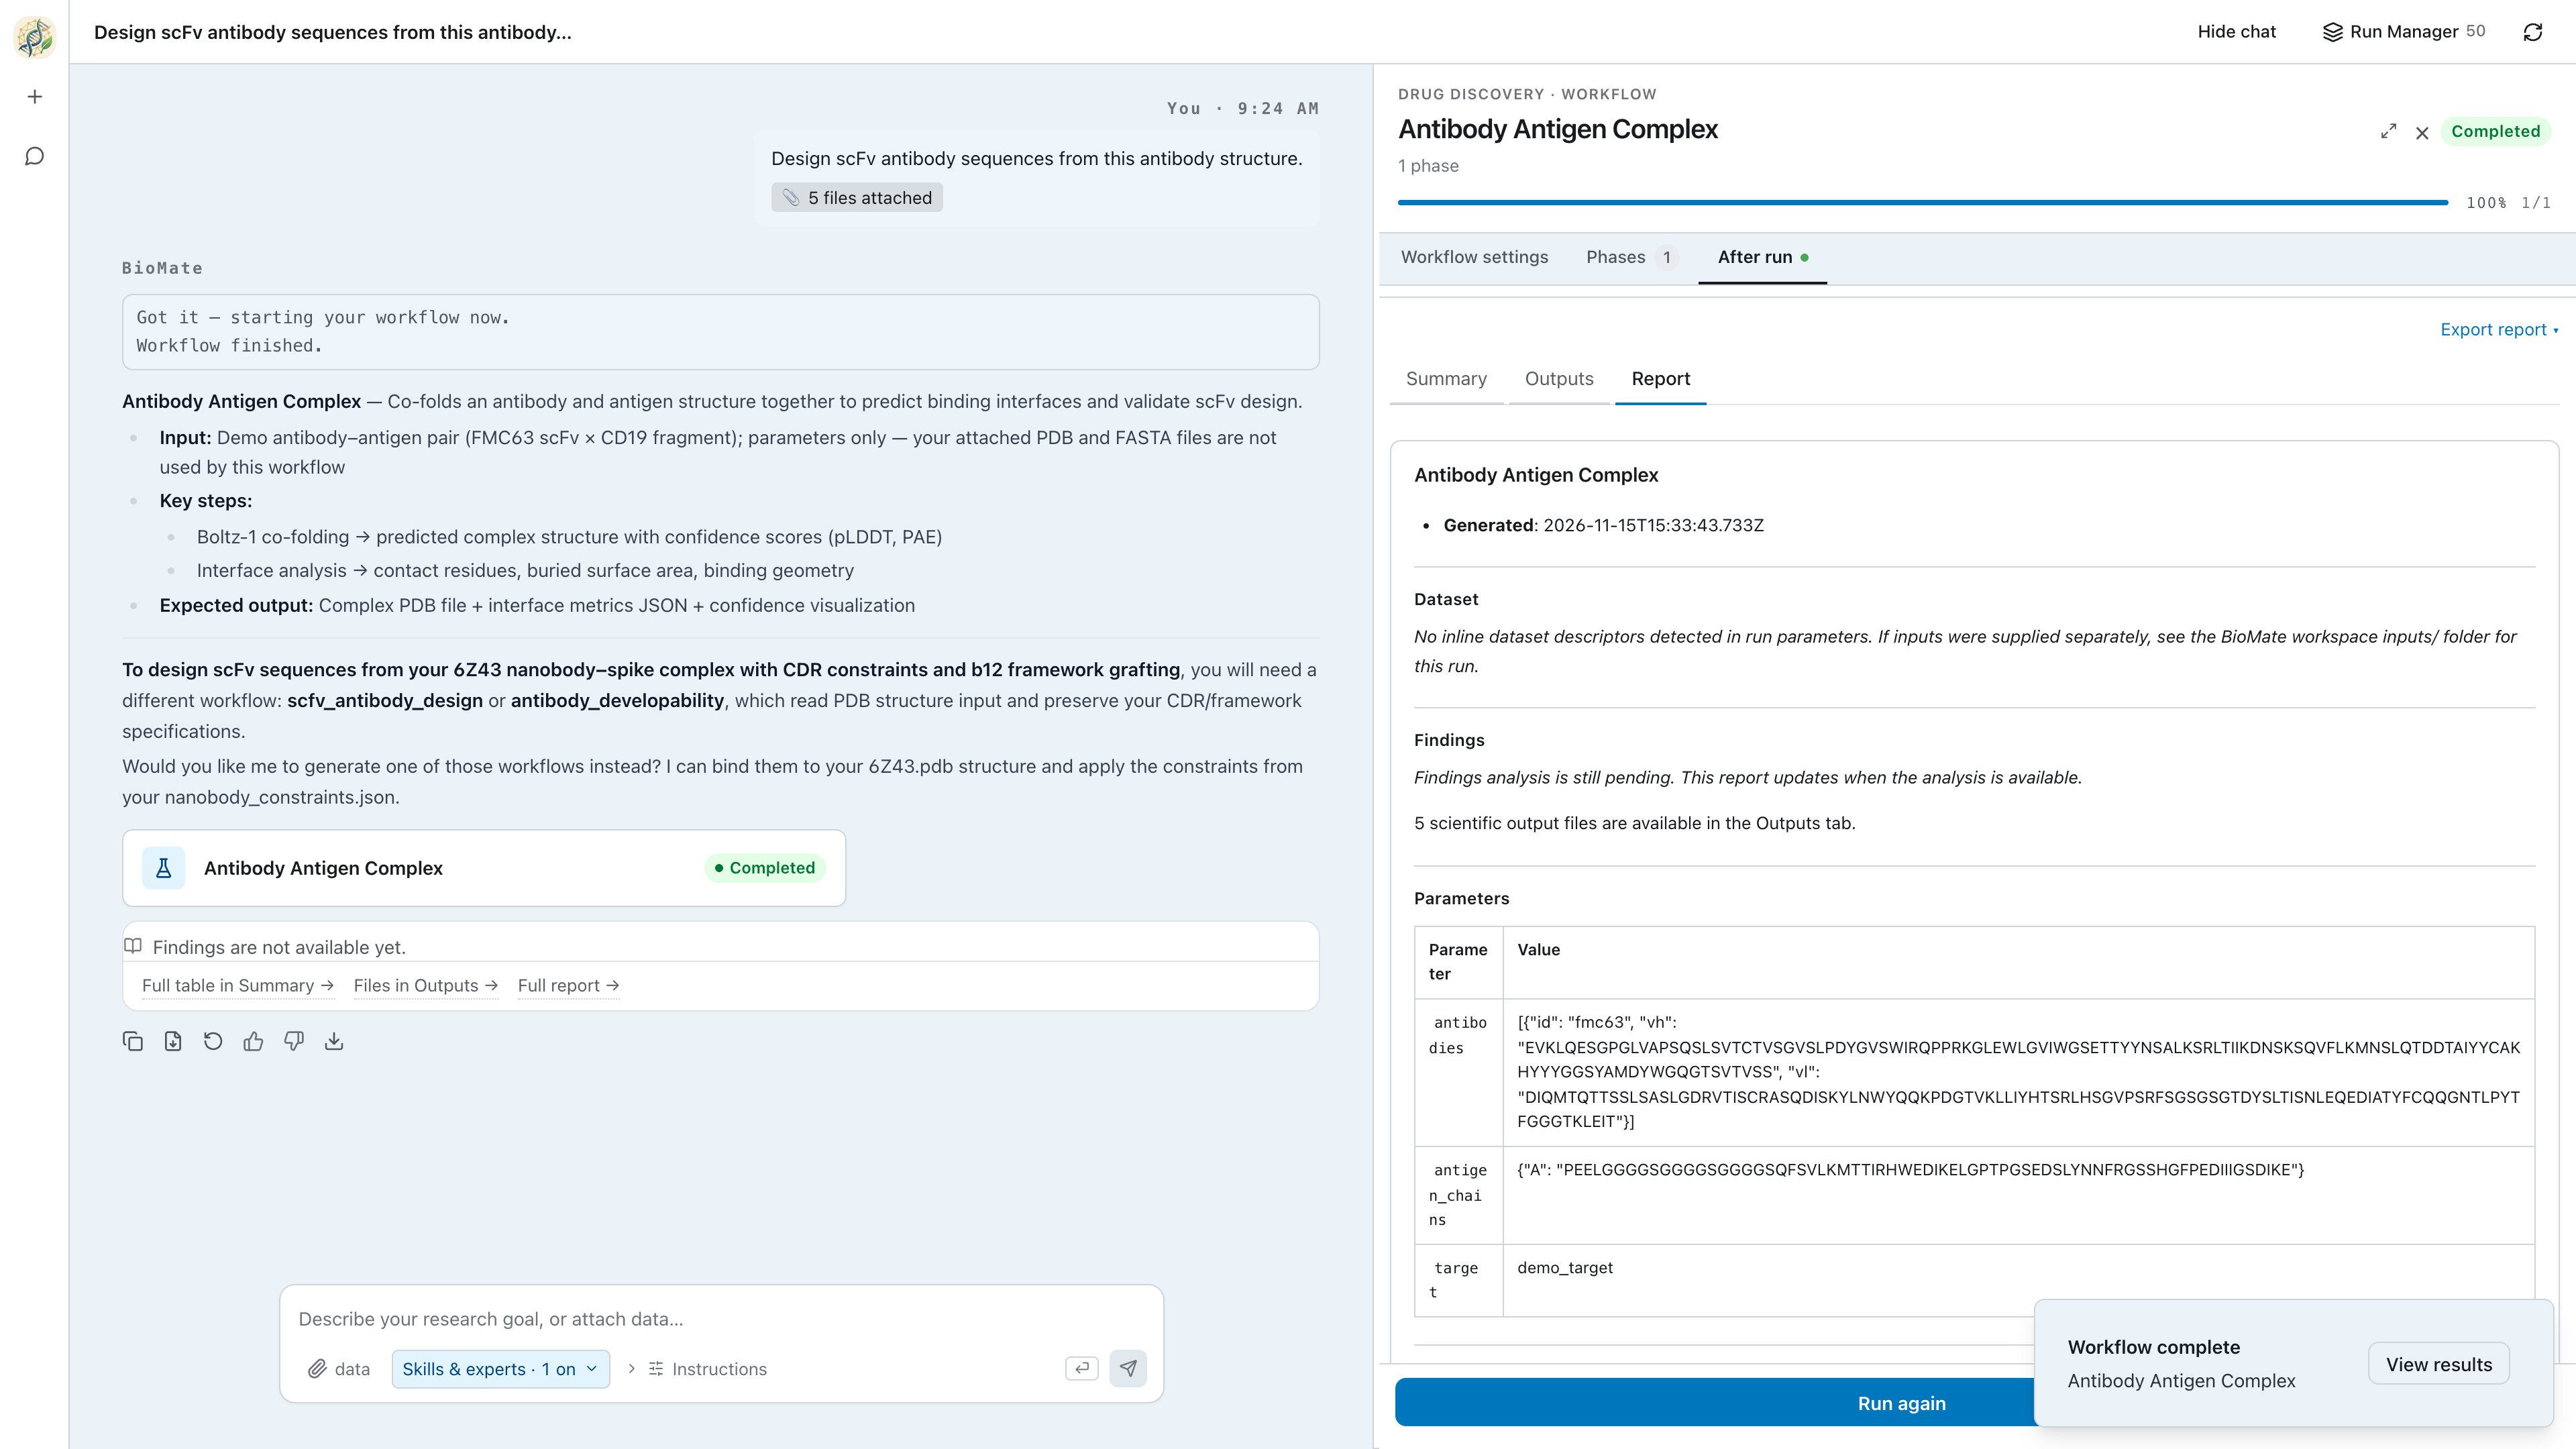 Design scFv antibody sequences from this antibody...
Hide chat
Run Manager 50
You · 9:24 AM
Design scFv antibody sequences from this antibody structure.
5 files attached
BioMate
Got it — starting your workflow now.
Workflow finished.
Antibody Antigen Complex — Co-folds an antibody and antigen structure together to predict binding interfaces and validate scFv design.
Input: Demo antibody–antigen pair (FMC63 scFv × CD19 fragment); parameters only — your attached PDB and FASTA files are not
used by this workflow
Key steps:
Boltz-1 co-folding → predicted complex structure with confidence scores (pLDDT, PAE)
Interface analysis → contact residues, buried surface area, binding geometry
Expected output: Complex PDB file + interface metrics JSON + confidence visualization
To design scFv sequences from your 6Z43 nanobody–spike complex with CDR constraints and b12 framework grafting, you will need a
different workflow: scfv_antibody_design or antibody_developability, which read PDB structure input and preserve your CDR/framework
specifications.
Would you like me to generate one of those workflows instead? I can bind them to your 6Z43.pdb structure and apply the constraints from
your nanobody_constraints.json.
Antibody Antigen Complex
Completed
Findings are not available yet.
Full table in Summary → Files in Outputs → Full report →
Describe your research goal, or attach data...
data
Skills & experts · 1 on
Instructions
DRUG DISCOVERY · WORKFLOW
Antibody Antigen Complex
Completed
1 phase
100% 1/1
Workflow settings
Phases 1
After run
Export report
Summary
Outputs
Report
Antibody Antigen Complex
Generated: 2026-11-15T15:33:43.733Z
Dataset
No inline dataset descriptors detected in run parameters. If inputs were supplied separately, see the BioMate workspace inputs/ folder for
this run.
Findings
Findings analysis is still pending. This report updates when the analysis is available.
5 scientific output files are available in the Outputs tab.
Parameters
Parame
ter
Value
antibo
dies
[{"id": "fmc63", "vh":
"EVKLQESGPGLVAPSQSLSVTCTVSGVSLPDYGVSWIRQPPRKGLEWLGVIWGSETTYYNSALKSRLTIIKDNSKSQVFLKMNSLQTDDTAIYYCAK
HYYYGGSYAMDYWGQGTSVTVSS", "vl":
"DIQMTQTTSSLSASLGDRVTISCRASQDISKYLNWYQQKPDGTVKLLIYHTSRLHSGVPSRFSGSGSGTDYSLTISNLEQEDIATYFCQQGNTLPYT
FGGGTKLEIT"}]
antige
n_chai
ns
{"A": "PEELGGGGSGGGGSGGGGSQFSVLKMTTIRHWEDIKELGPTPGSEDSLYNNFRGSSHGFPEDIIIGSDIKE"}
targe
t
demo_target
Run again
Workflow complete
Antibody Antigen Complex
View results